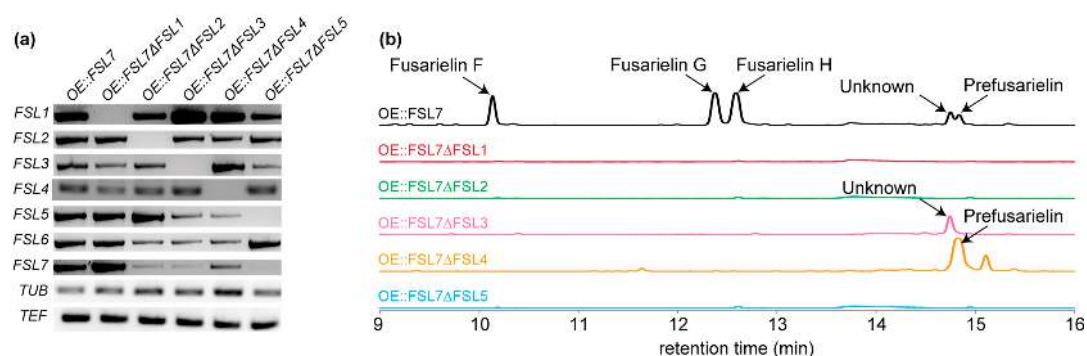 (a)
OE::FSL7
OE::FSL7ΔFSL1
OE::FSL7ΔFSL2
OE::FSL7ΔFSL3
OE::FSL7ΔFSL4
OE::FSL7ΔFSL5
FSL1
FSL2
FSL3
FSL4
FSL5
FSL6
FSL7
TUB
TEF
(b)
Fusarielin F
Fusarielin G
Fusarielin H
Unknown
Prefusarielin
OE::FSL7
OE::FSL7ΔFSL1
OE::FSL7ΔFSL2
Unknown
OE::FSL7ΔFSL3
Prefusarielin
OE::FSL7ΔFSL4
OE::FSL7ΔFSL5
9 10 11 12 13 14 15 16
retention time (min)